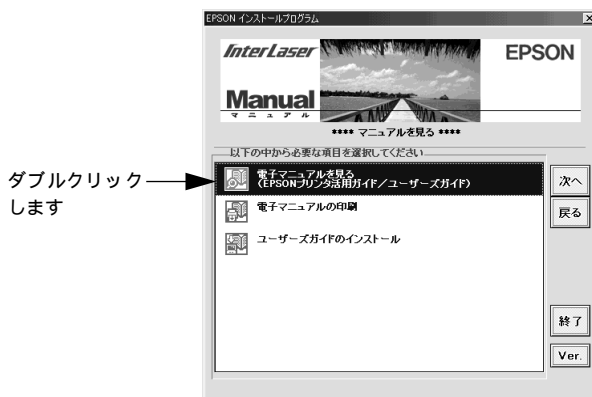 EPSON インストールプログラム
InterLaser
EPSON
Manual
マニュアル
**** マニュアルを見る ****
以下の中から必要な項目を選択してください
ダブルクリック
します
電子マニュアルを見る
(EPSONプリンタ活用ガイド/ユーザーズガイド)
電子マニュアルの印刷
ユーザーズガイドのインストール
次へ
戻る
終了
Ver.